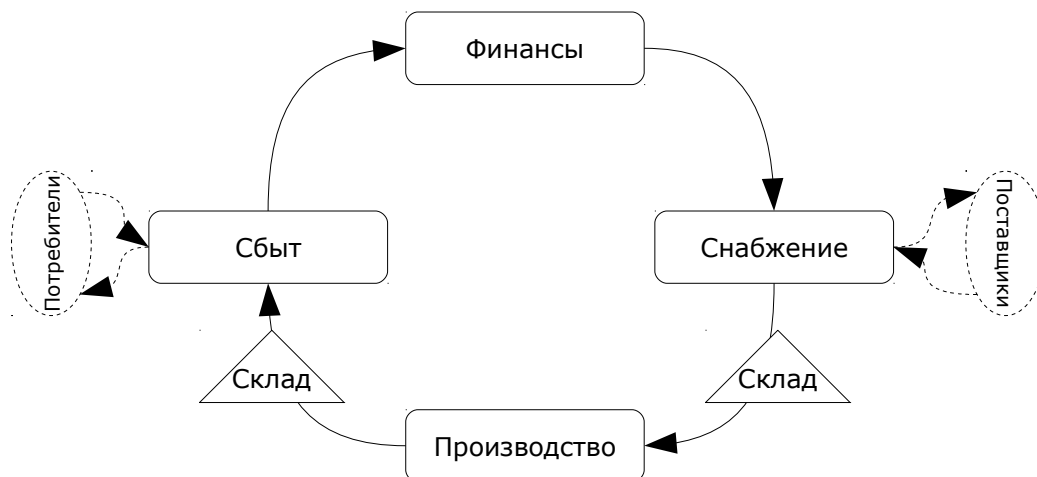 Финансы
Потребители
Сбыт
Снабжение
Поставщики
Склад
Склад
Производство